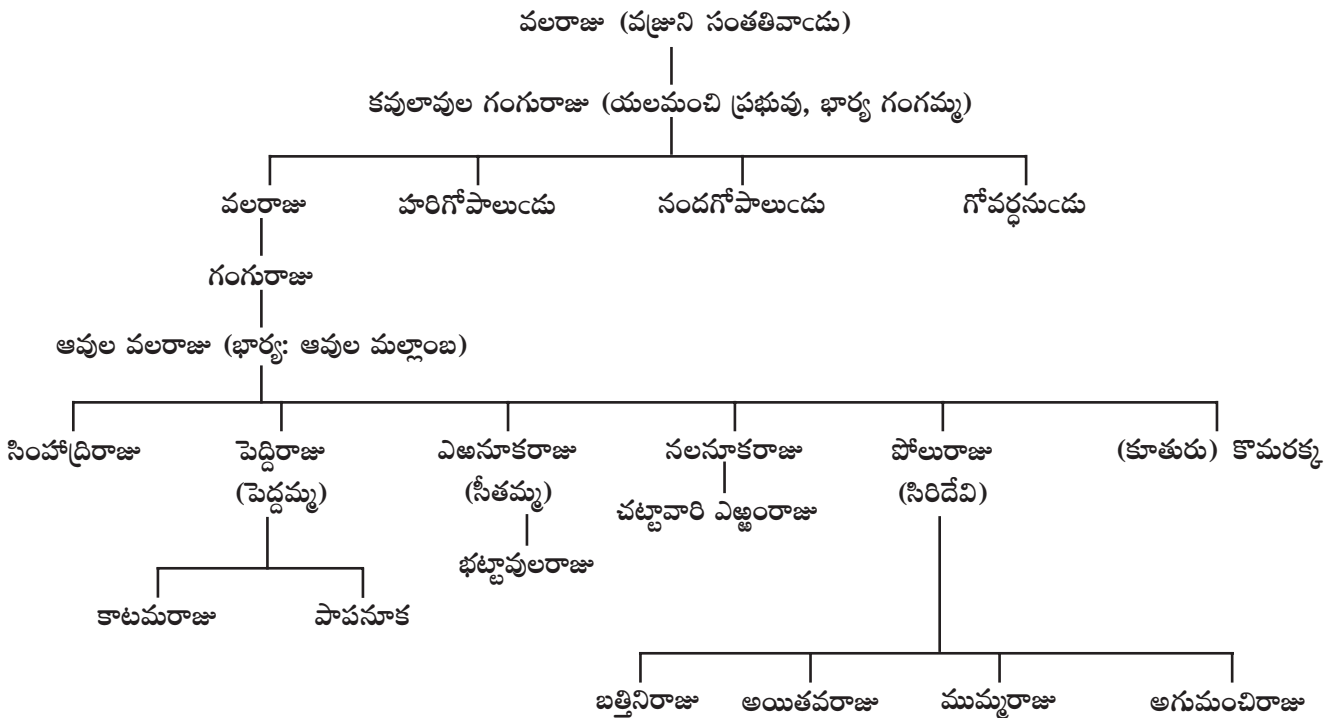 వలరాజు (వజ్రుని సంతతివాఁడు)
కవులావుల గంగురాజు (యలమంచి ప్రభువు, భార్య గంగమ్మ)
వలరాజు హరిగోపాలుఁడు నందగోపాలుఁడు గోవర్ధనుఁడు
గంగురాజు
ఆవుల వలరాజు (భార్య: ఆవుల మల్లాంబ)
సింహాద్రిరాజు పెద్దిరాజు ఎఱనూకరాజు నలనూకరాజు పోలురాజు (కూతురు) కొమరక్క
(పెద్దమ్మ) (సీతమ్మ) చట్టావారి ఎఱ్ఱంరాజు (సిరిదేవి)
భట్టావులరాజు
కాటమరాజు పాపనూక
బత్తినిరాజు అయితవరాజు ముమ్మరాజు అగుమంచిరాజు